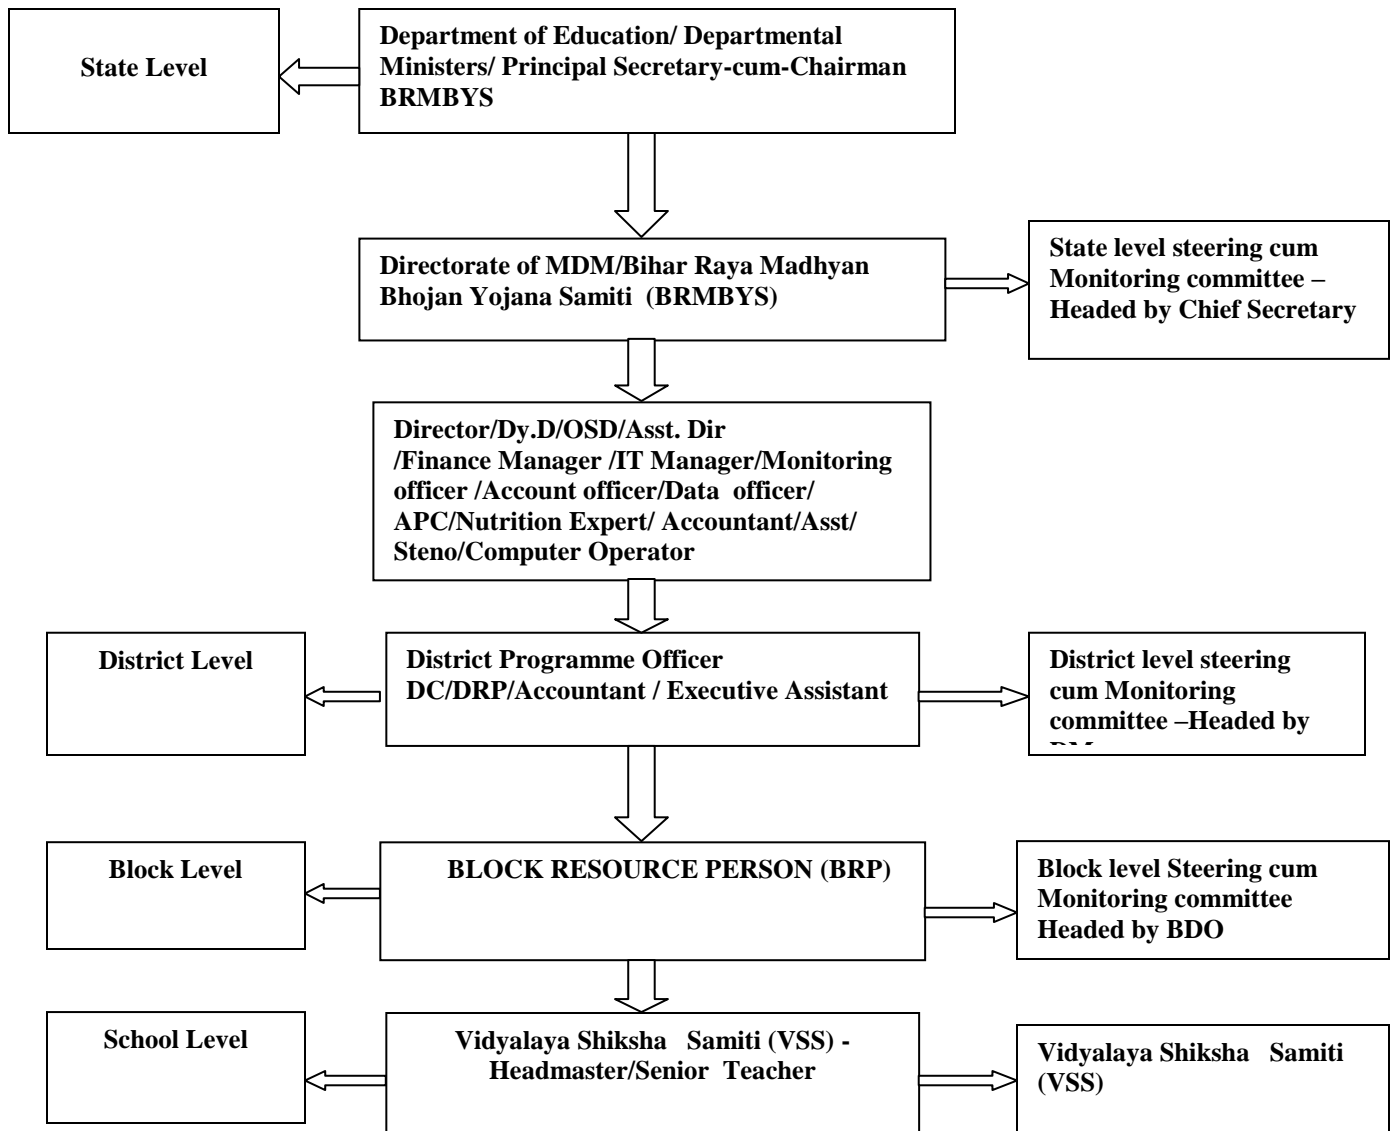 State Level
Department of Education/ Departmental
Ministers/ Principal Secretary-cum-Chairman
BRMBYS
Directorate of MDM/Bihar Raya Madhyan
Bhojan Yojana Samiti (BRMBYS)
State level steering cum
Monitoring committee –
Headed by Chief Secretary
Director/Dy.D/OSD/Asst. Dir
/Finance Manager /IT Manager/Monitoring
officer /Account officer/Data officer/
APC/Nutrition Expert/ Accountant/Asst/
Steno/Computer Operator
District Level
District Programme Officer
DC/DRP/Accountant / Executive Assistant
District level steering
cum Monitoring
committee –Headed by
Block Level
BLOCK RESOURCE PERSON (BRP)
Block level Steering cum
Monitoring committee
Headed by BDO
School Level
Vidyalaya Shiksha Samiti (VSS) -
Headmaster/Senior Teacher
Vidyalaya Shiksha Samiti
(VSS)